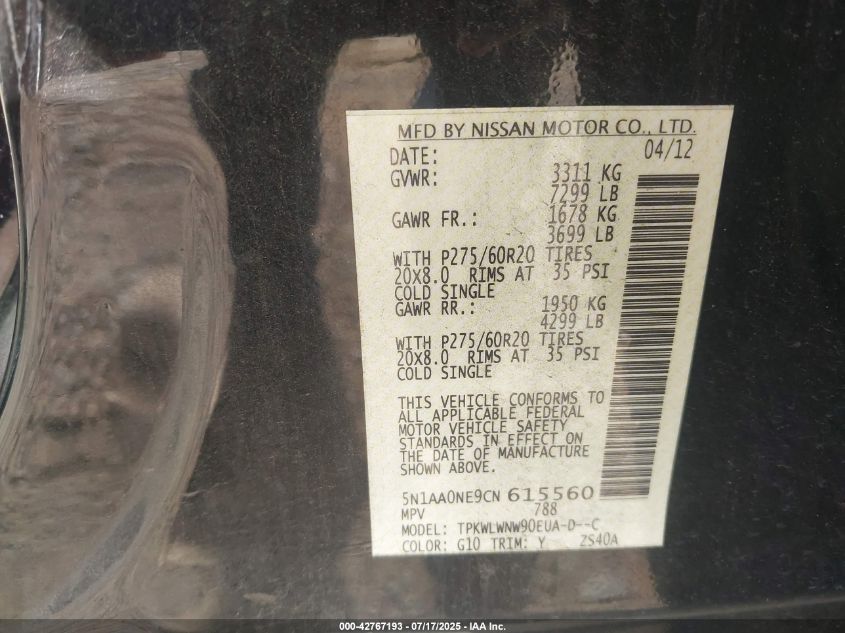 MFD BY NISSAN MOTOR CO., LTD.
DATE: 04/12
GVWR: 3311 KG
7299 LB
GAWR FR.: 1678 KG
3699 LB
WITH P275/60R20 TIRES
20X8.0 RIMS AT 35 PSI
COLD SINGLE
GAWR RR.: 1950 KG
4299 LB
WITH P275/60R20 TIRES
20X8.0 RIMS AT 35 PSI
COLD SINGLE
THIS VEHICLE CONFORMS TO
ALL APPLICABLE FEDERAL
MOTOR VEHICLE SAFETY
STANDARDS IN EFFECT ON
THE DATE OF MANUFACTURE
SHOWN ABOVE.
5N1AA0NE9CN 615560
MPV 788
MODEL: TPKWLWNW90EUA-D--C
COLOR: G10 TRIM: Y ZS40A
000-42767193 - 07/17/2025 - IAA Inc.